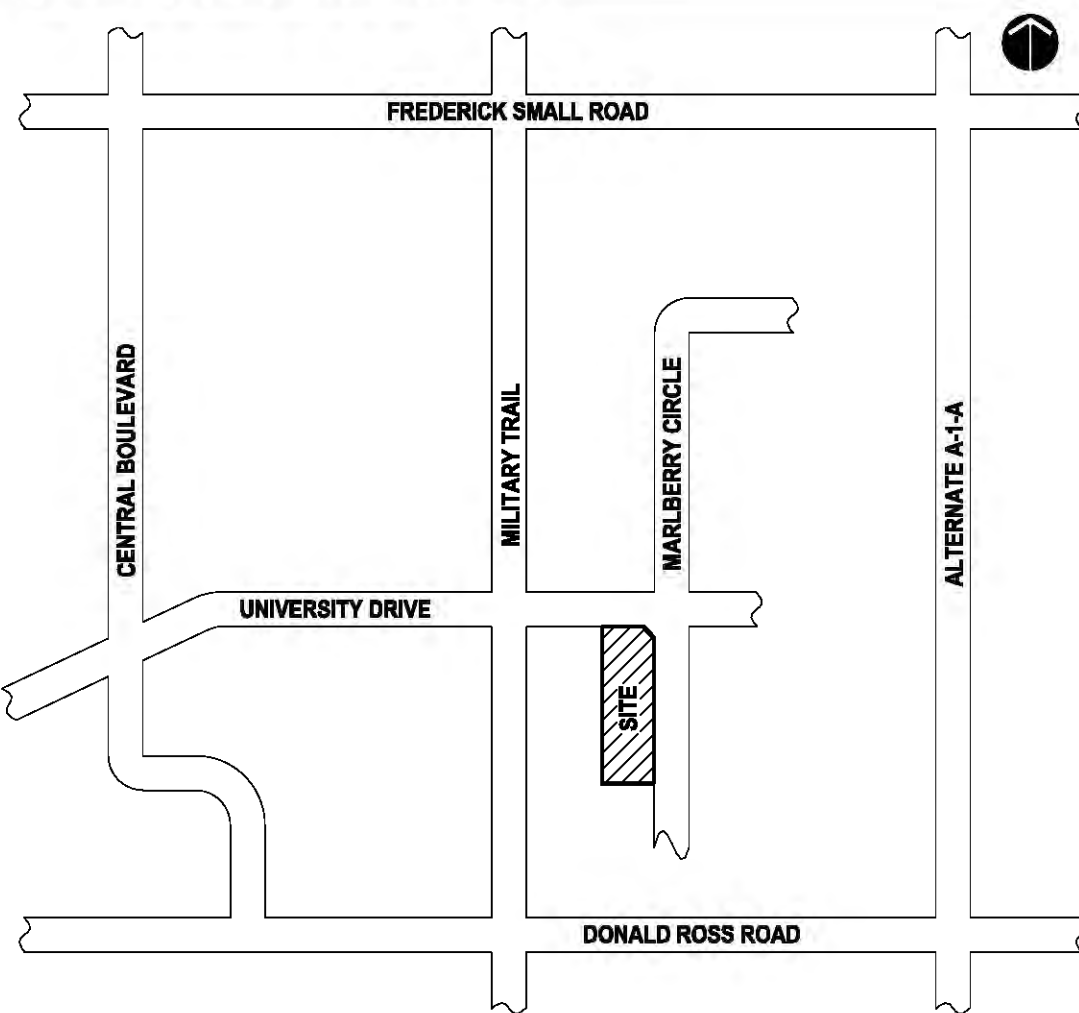 FREDERICK SMALL ROAD
CENTRAL BOULEVARD
MILITARY TRAIL
MARLBERRY CIRCLE
ALTERNATE A-1-A
UNIVERSITY DRIVE
SITE
DONALD ROSS ROAD